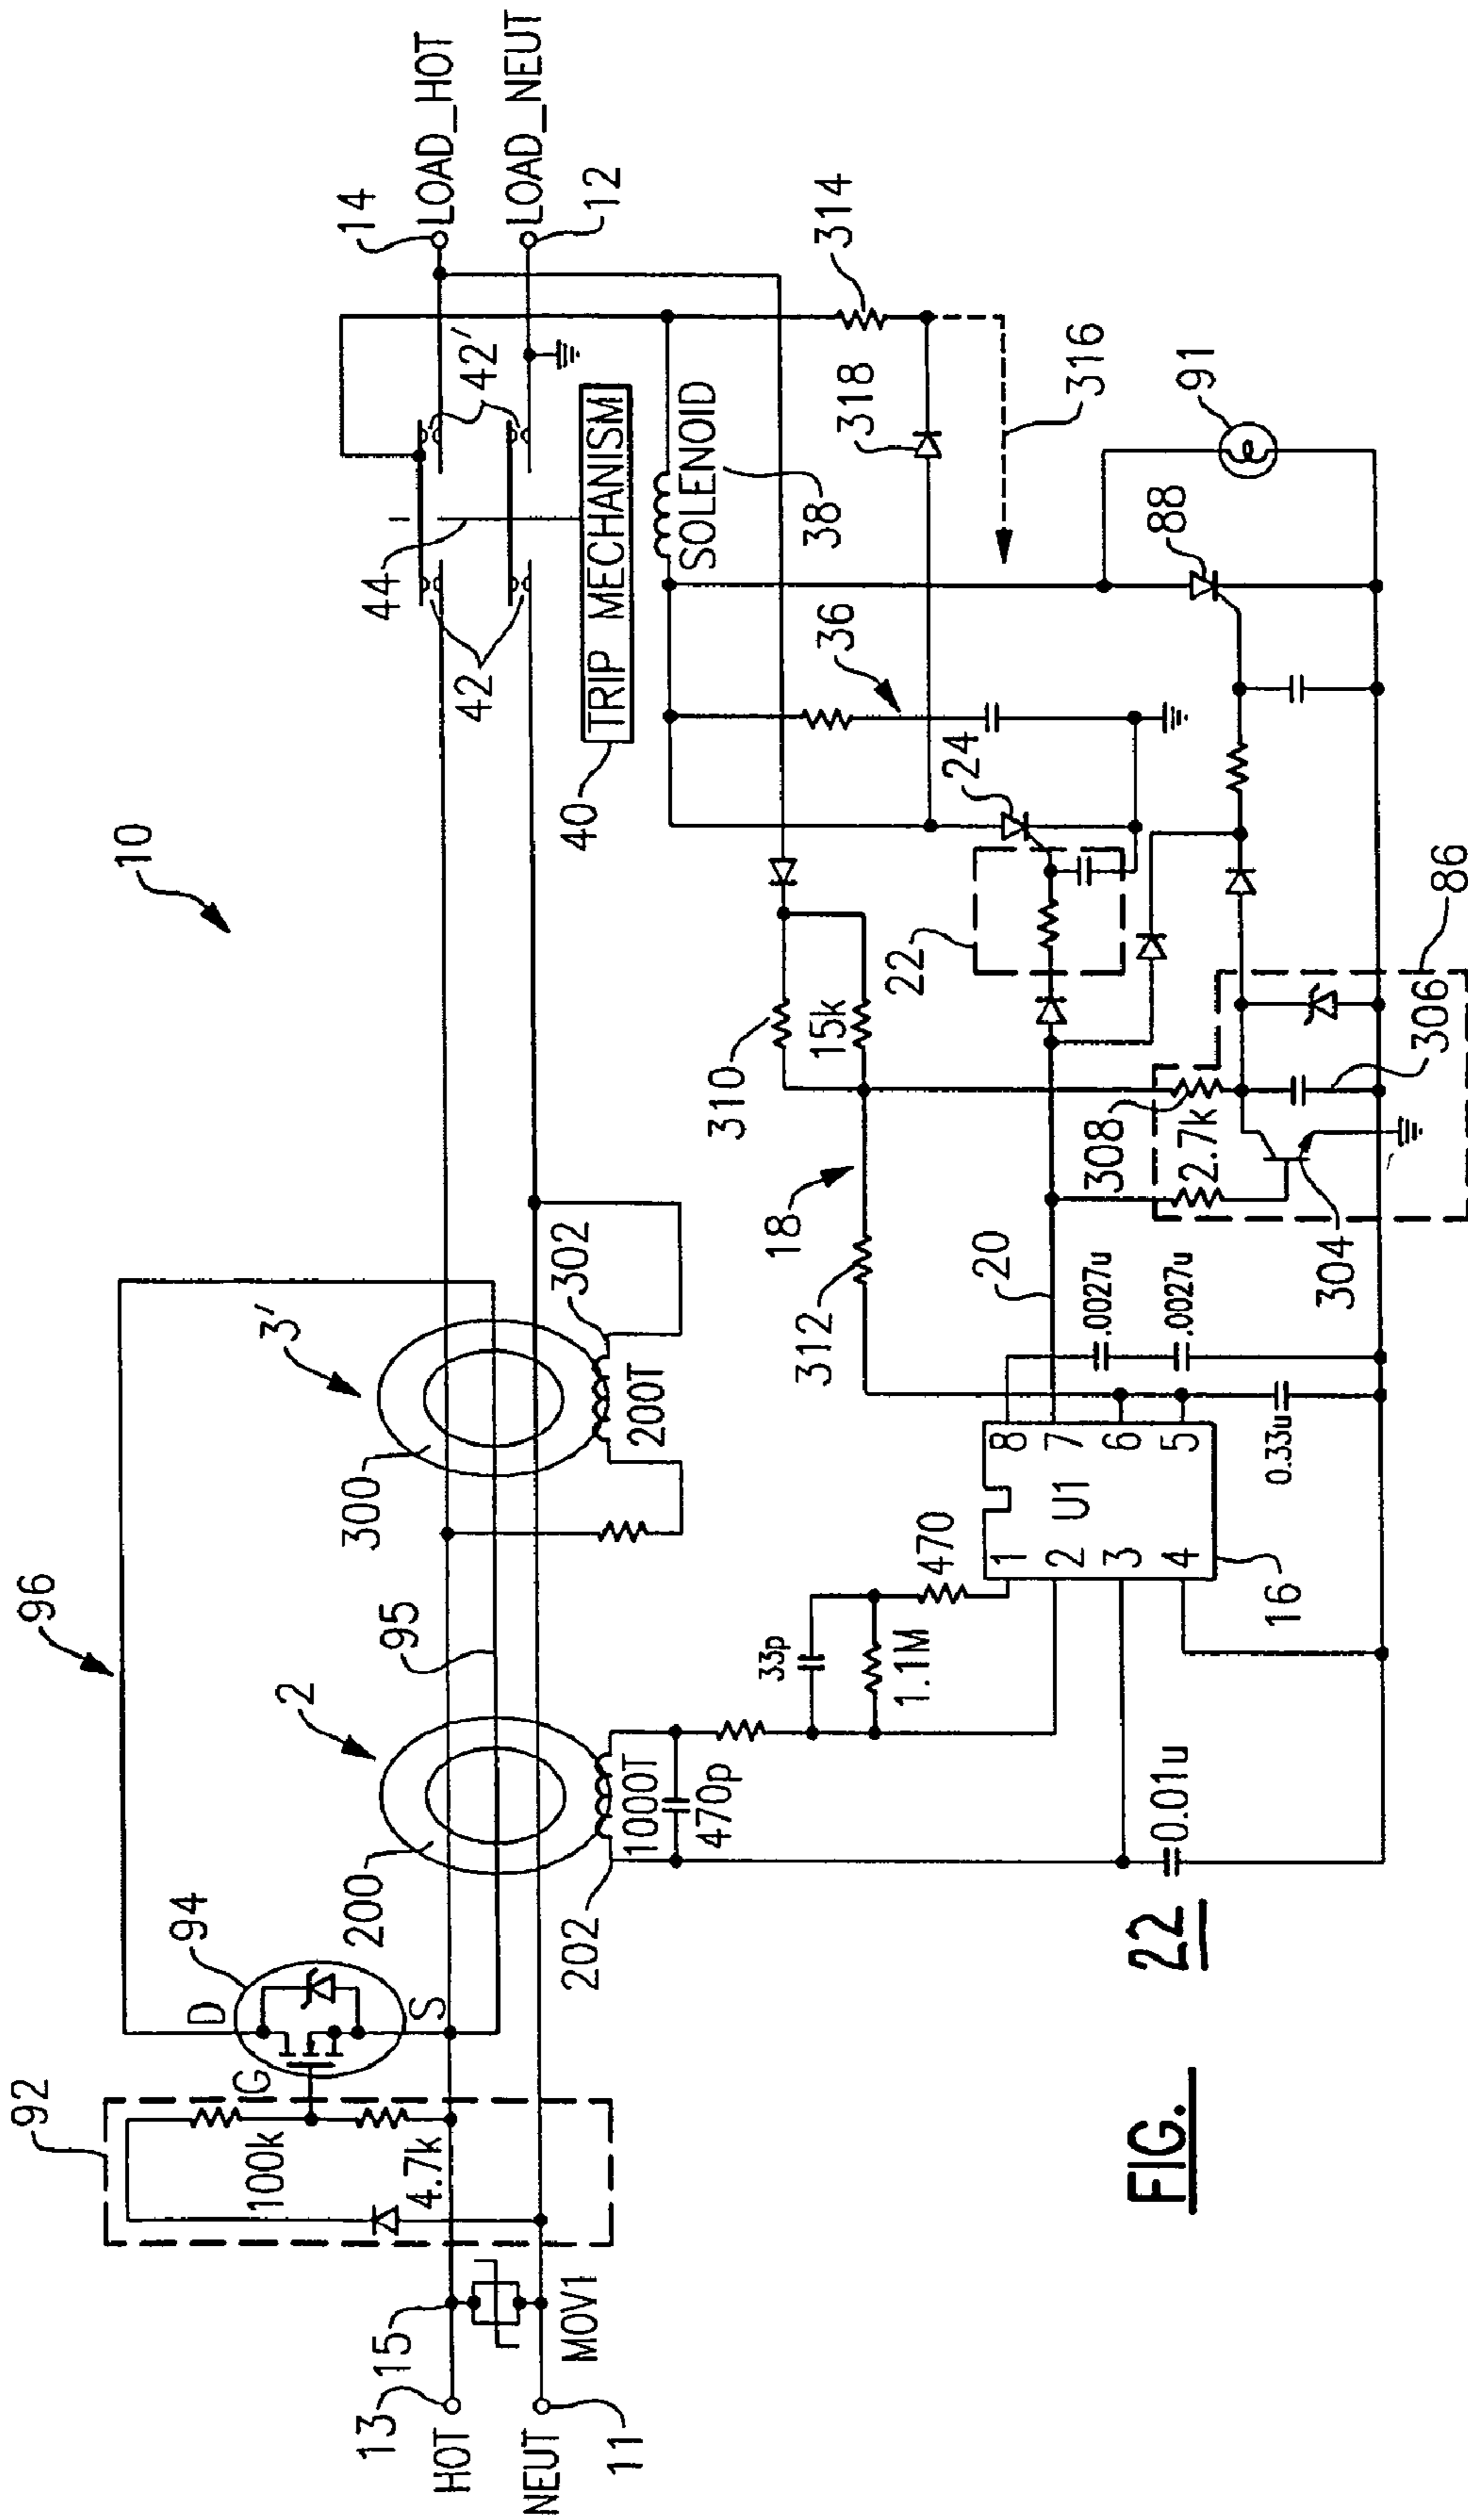 10
96
3'
92
94
D
G
S
2
95
300
302
200T
200
202
1000T
100k
4.7k
13
HOT
15
NEUT
11
MOV1
44
42
42'
14
LOAD_HOT
LOAD_NEUT
12
TRIP MECHANISM
40
SOLENOID
38
36
314
318
316
310
15k
18
312
22
24
20
308
2.7k
88
91
86
306
304
470p
33p
1.1M
470
1
2
3
4
U1
8
7
6
5
16
.0027u
.0027u
0.33u
0.01u
FIG. 22